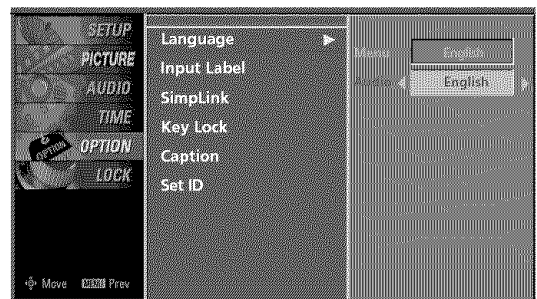 SETUP
PICTURE
AUDIO
TIME
OPTION
OPTION
LOCK
Move MENU Prev
Language
Input Label
SimpLink
Key Lock
Caption
Set ID
Menu English
Audio English